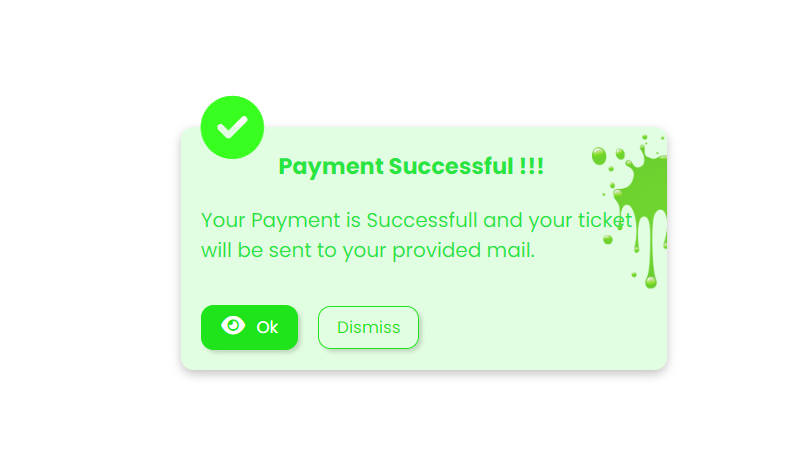 Payment Successful !!!
Your Payment is Successfull and your ticket
will be sent to your provided mail.
Ok
Dismiss